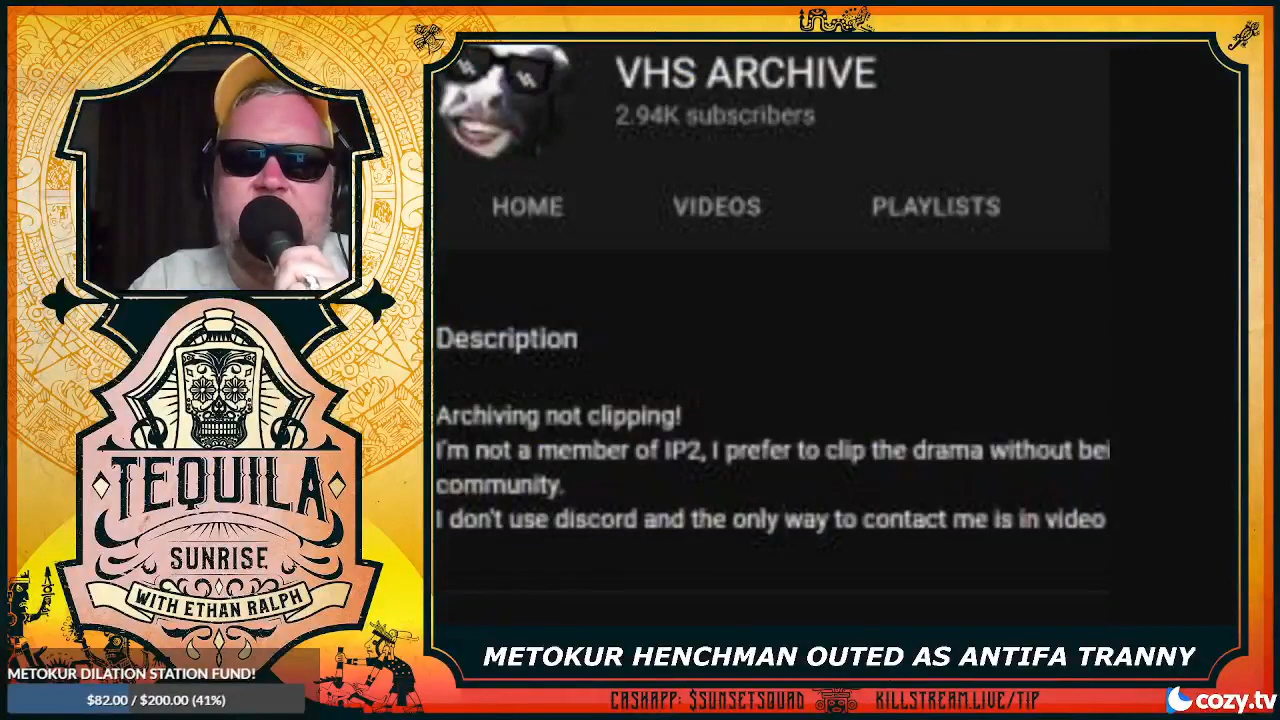 VHS ARCHIVE
2.94K subscribers
HOME VIDEOS PLAYLISTS
Description
Archiving not clipping!
I'm not a member of IP2, I prefer to clip the drama without bei
community.
I don't use discord and the only way to contact me is in video
TEQUILA
SUNRISE
WITH ETHAN RALPH
METOKUR DILATION STATION FUND!
$82.00 / $200.00 (41%)
METOKUR HENCHMAN OUTED AS ANTIFA TRANNY
CASHAPP: $SUNSETSQUAD KILLSTREAM.LIVE/TIP
cozy.tv